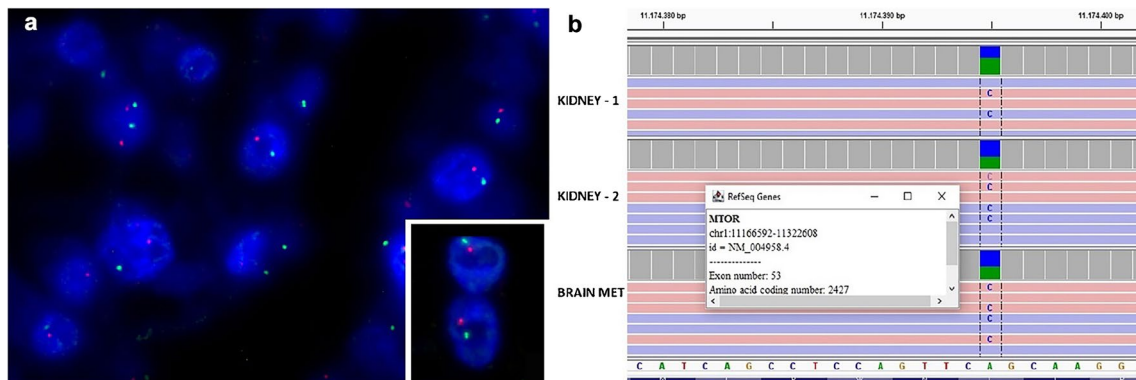 a
b
11.174.380 bp
11.174.390 bp
11.174.400 bp
KIDNEY - 1
C
C
KIDNEY - 2
C
C
C
C
RefSeq Genes
MTOR
chr1:11166592-11322608
id = NM_004958.4
--------------
Exon number: 53
Amino acid coding number: 2427
BRAIN MET
C
C
C
C
C A T C A G C C T C C A G T T C A G C A A G G